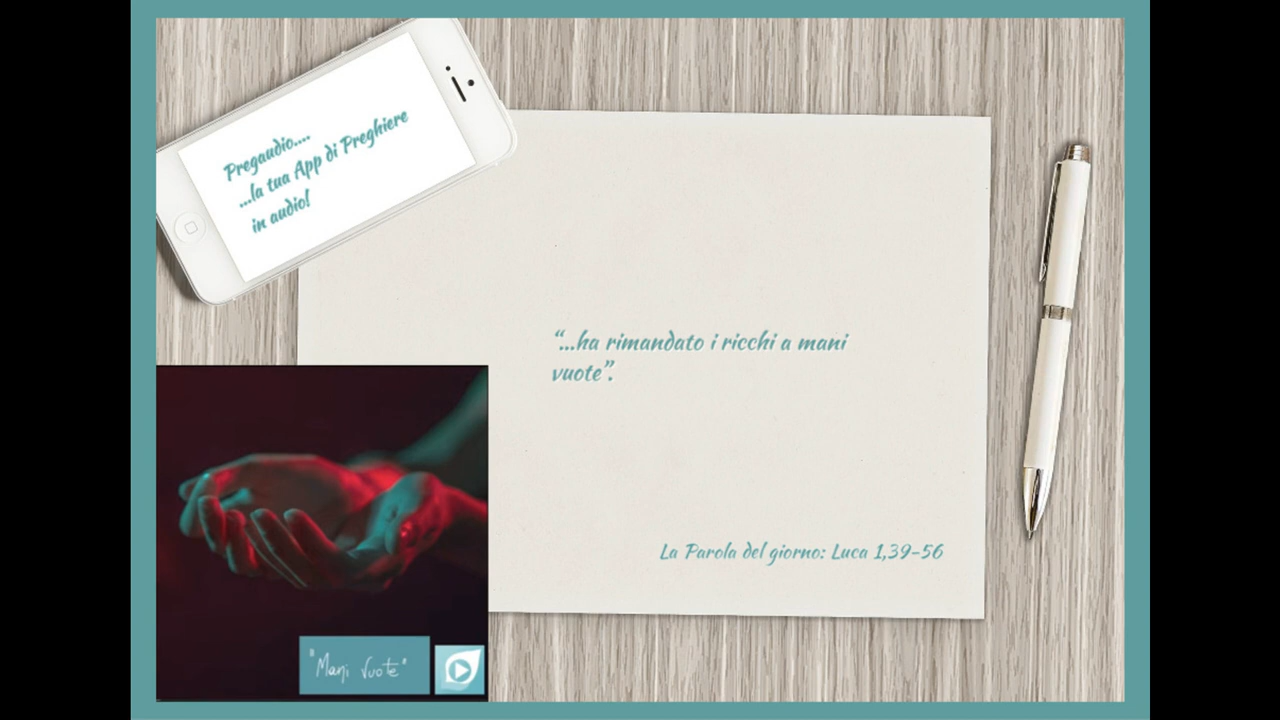 Pregaudio....
...la tua App di Preghiere
in audio!
“...ha rimandato i ricchi a mani
vuote”.
La Parola del giorno: Luca 1,39-56
"Mani Vuote"